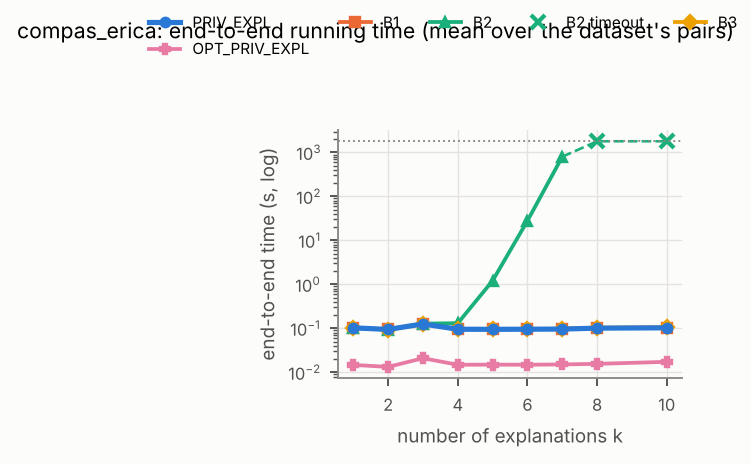 PRIV_EXPL B1 B2 B2 timeout B3
compas_erica: end-to-end running time (mean over the dataset's pairs)
OPT_PRIV_EXPL
10³
10²
10¹
10⁰
10⁻¹
10⁻²
end-to-end time (s, log)
2 4 6 8 10
number of explanations k